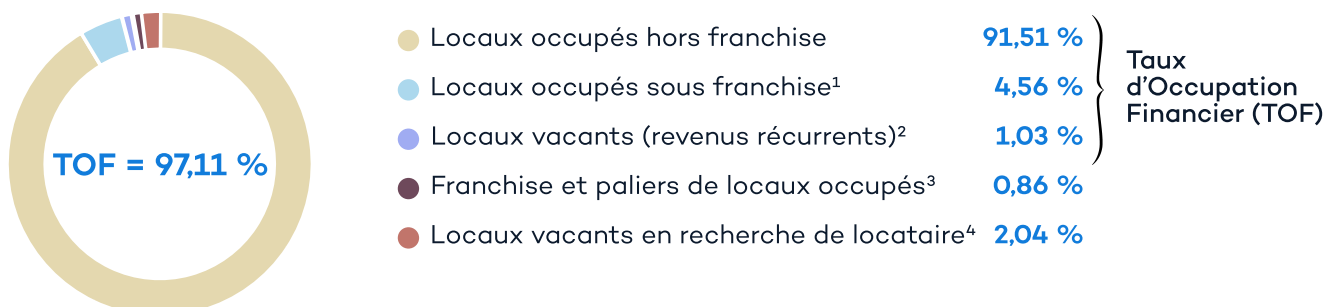 TOF = 97,11 %
Locaux occupés hors franchise 91,51 %
Locaux occupés sous franchise¹ 4,56 %
Locaux vacants (revenus récurrents)² 1,03 %
Franchise et paliers de locaux occupés³ 0,86 %
Locaux vacants en recherche de locataire⁴ 2,04 %
Taux
d’Occupation
Financier (TOF)